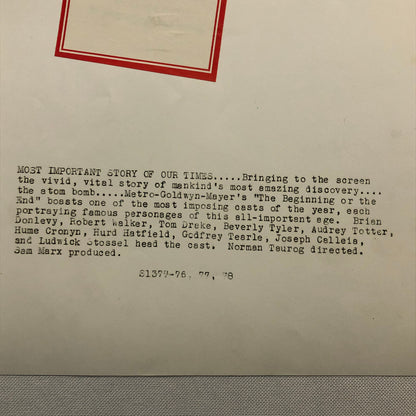 MOST IMPORTANT STORY OF OUR TIMES.....Bringing to the screen
the vivid, vital story of mankind's most amazing discovery....
the atom bomb.....Metro-Goldwyn-Mayer's "The Beginning or the
End" boasts one of the most imposing casts of the year, each
portraying famous personages of this all-important age. Brian
Donlevy, Robert Walker, Tom Drake, Beverly Tyler, Audrey Totter,
Hume Cronyn, Hurd Hatfield, Godfrey Tearle, Joseph Calleia,
and Ludwick Stossel head the cast. Norman Taurog directed.
Sam Marx produced.
S1377-76, 77, 78